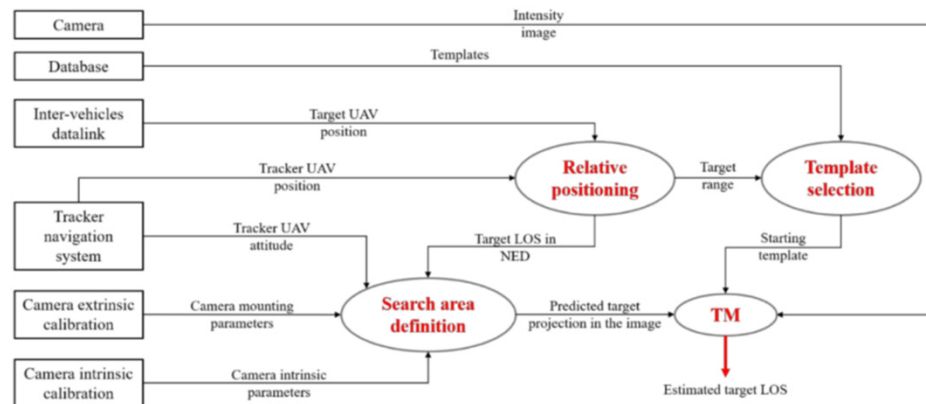 Camera
Intensity
image
Database
Templates
Inter-vehicles
datalink
Target UAV
position
Relative
positioning
Target
range
Template
selection
Tracker UAV
position
Tracker
navigation
system
Tracker UAV
attitude
Target LOS in
NED
Starting
template
Camera extrinsic
calibration
Camera mounting
parameters
Search area
definition
Predicted target
projection in the image
TM
Camera intrinsic
calibration
Camera intrinsic
parameters
Estimated target LOS